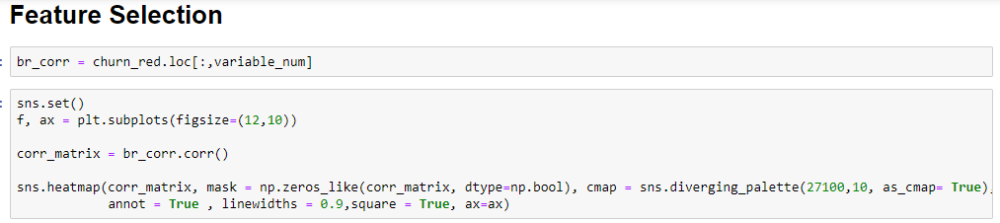 Feature Selection
: br_corr = churn_red.loc[:,variable_num]
: sns.set()
f, ax = plt.subplots(figsize=(12,10))
corr_matrix = br_corr.corr()
sns.heatmap(corr_matrix, mask = np.zeros_like(corr_matrix, dtype=np.bool), cmap = sns.diverging_palette(27100,10, as_cmap= True),
annot = True , linewidths = 0.9,square = True, ax=ax)